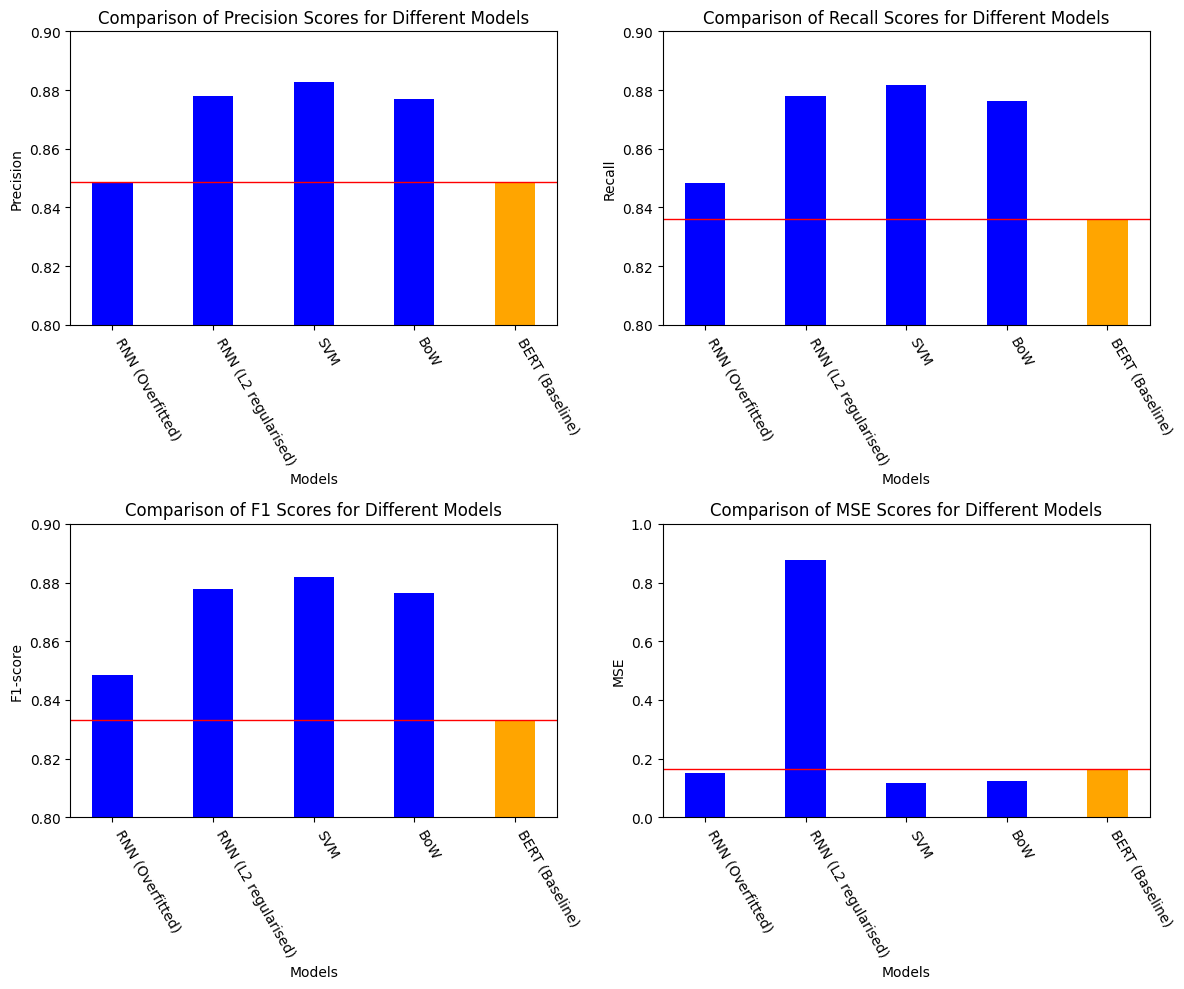 Comparison of Precision Scores for Different Models
0.90
0.88
0.86
0.84
0.82
0.80
Precision
RNN (Overfitted)
RNN (L2 regularised)
SVM
BoW
BERT (Baseline)
Models
Comparison of Recall Scores for Different Models
0.90
0.88
0.86
0.84
0.82
0.80
Recall
RNN (Overfitted)
RNN (L2 regularised)
SVM
BoW
BERT (Baseline)
Models
Comparison of F1 Scores for Different Models
0.90
0.88
0.86
0.84
0.82
0.80
F1-score
RNN (Overfitted)
RNN (L2 regularised)
SVM
BoW
BERT (Baseline)
Models
Comparison of MSE Scores for Different Models
1.0
0.8
0.6
0.4
0.2
0.0
MSE
RNN (Overfitted)
RNN (L2 regularised)
SVM
BoW
BERT (Baseline)
Models